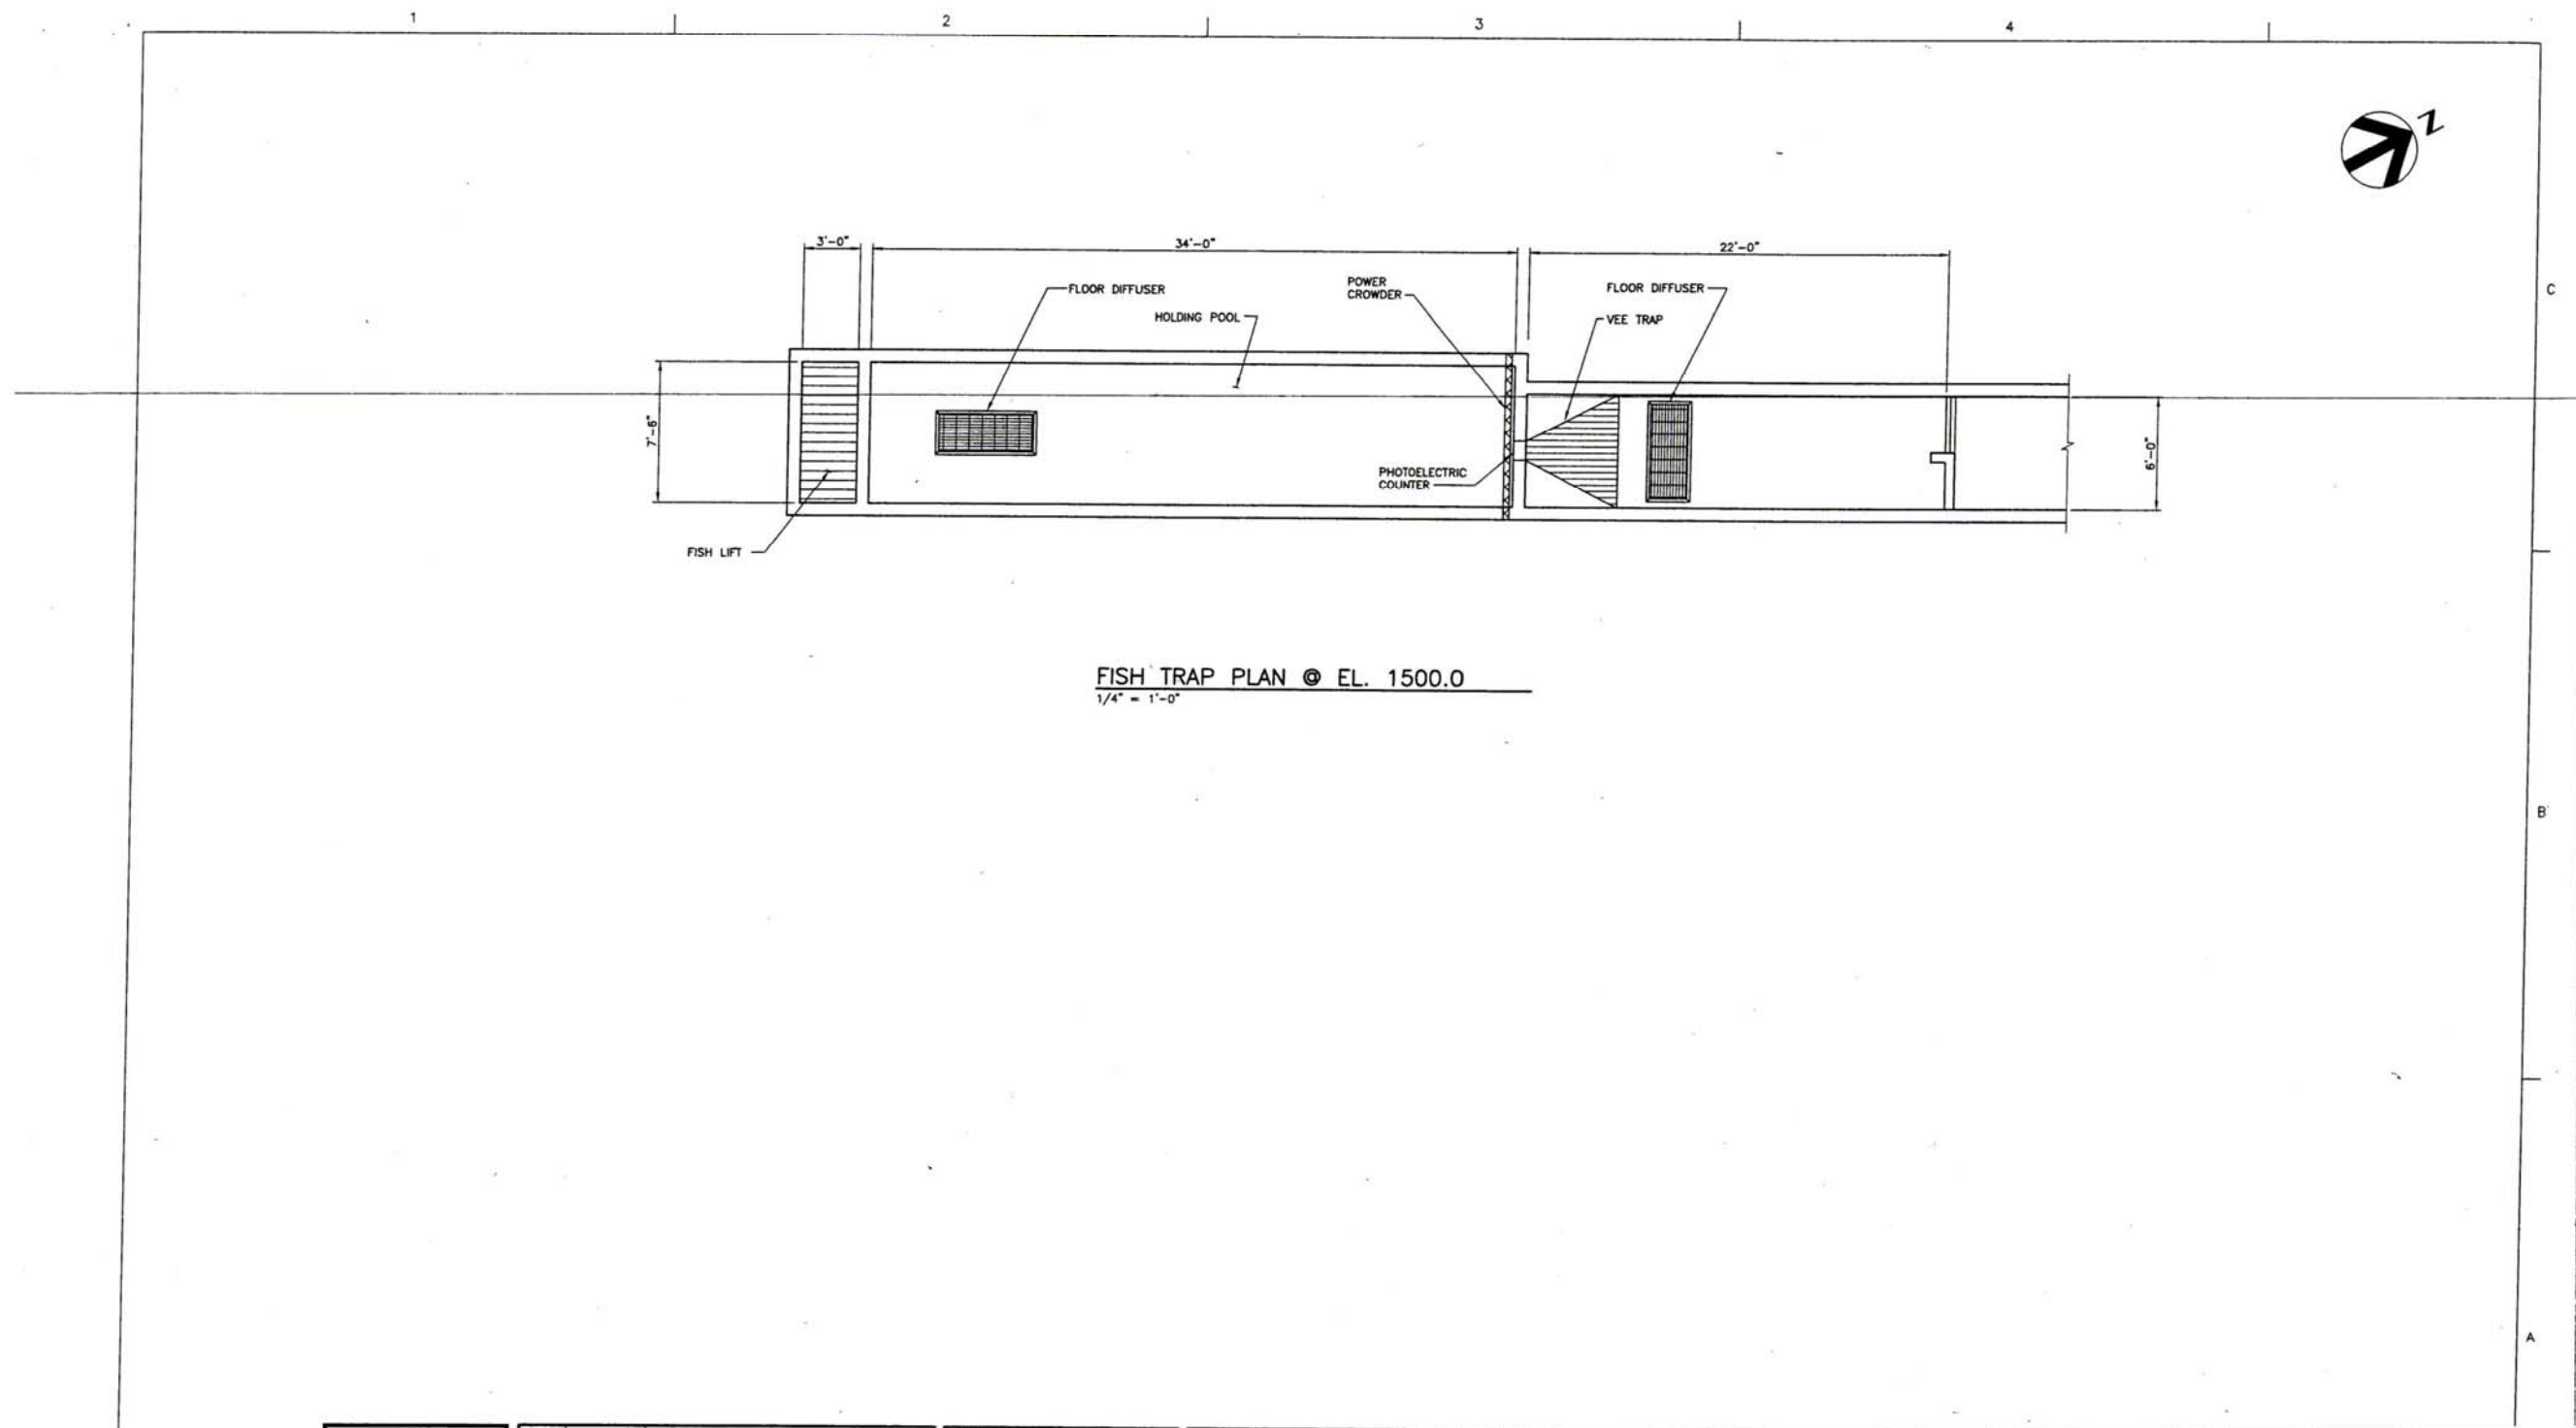 1
2
3
4
N
3'-0"
34'-0"
22'-0"
FLOOR DIFFUSER
HOLDING POOL
POWER
CROWDER
FLOOR DIFFUSER
VEE TRAP
C
7'-6"
6'-0"
PHOTOELECTRIC
COUNTER
FISH LIFT
FISH TRAP PLAN @ EL. 1500.0
1/4" = 1'-0"
B
A